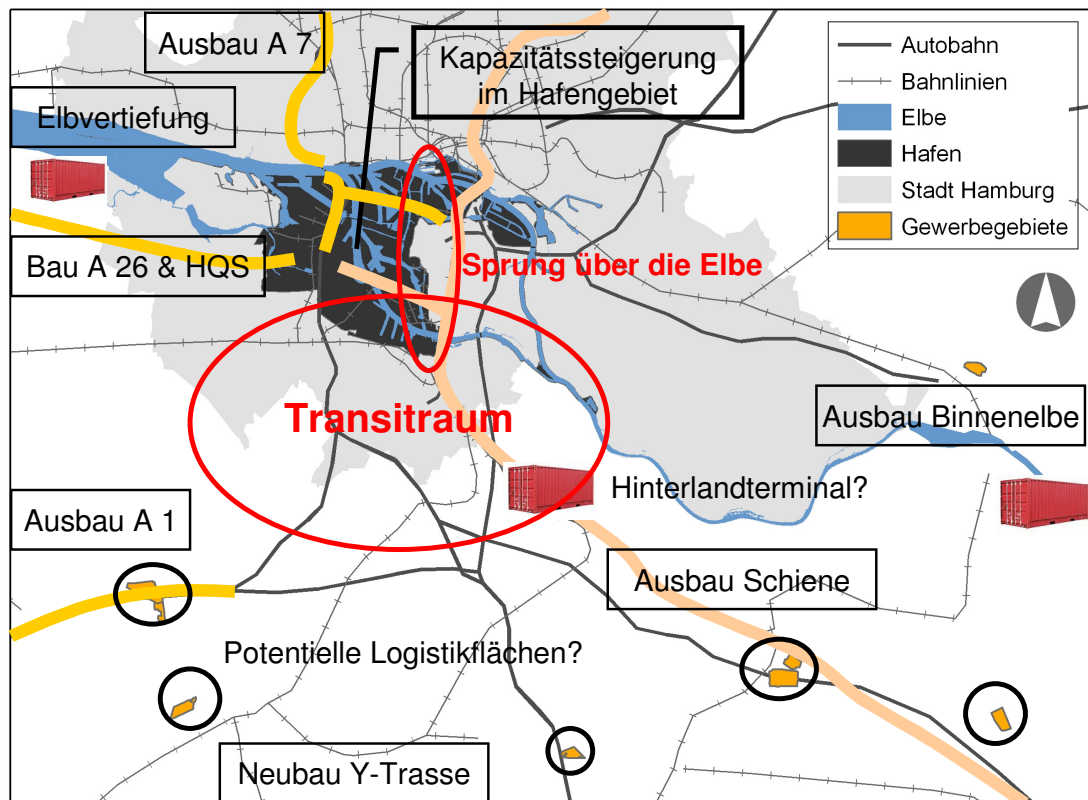 Ausbau A 7
Kapazitätssteigerung
im Hafengebiet
Autobahn
Bahnlinien
Elbe
Hafen
Stadt Hamburg
Gewerbegebiete
Elbvertiefung
Bau A 26 & HQS
Sprung über die Elbe
Transitraum
Ausbau Binnenelbe
Hinterlandterminal?
Ausbau A 1
Ausbau Schiene
Potentielle Logistikflächen?
Neubau Y-Trasse